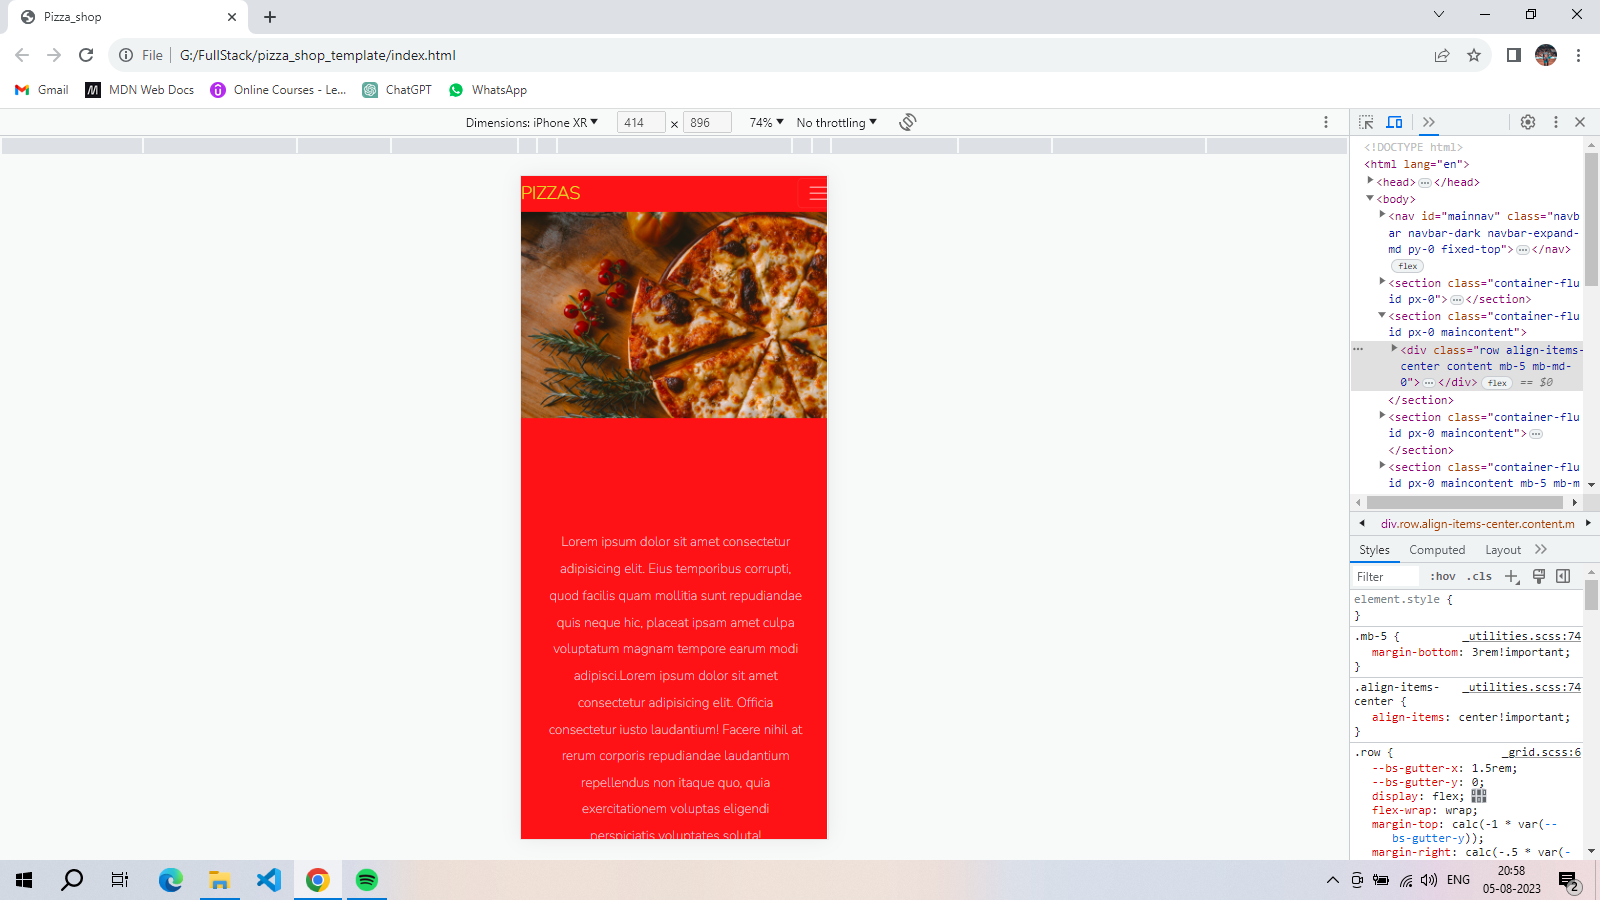 Pizza_shop
File
G:/FullStack/pizza_shop_template/index.html
Gmail
MDN Web Docs
Online Courses - Le...
ChatGPT
WhatsApp
Dimensions: iPhone XR
414
x
896
74%
No throttling
PIZZAS
Lorem ipsum dolor sit amet consectetur
adipisicing elit. Eius temporibus corrupti,
quod facilis quam mollitia sunt repudiandae
quis neque hic, placeat ipsam amet culpa
voluptatum magnam tempore earum modi
adipisci.Lorem ipsum dolor sit amet
consectetur adipisicing elit. Officia
consectetur iusto laudantium! Facere nihil at
rerum corporis repudiandae laudantium
repellendus non itaque quo, quia
exercitationem voluptas eligendi
perspiciatis voluptates soluta!
<!DOCTYPE html>
<html lang="en">
<head>…</head>
<body>
<nav id="mainnav" class="navb
ar navbar-dark navbar-expand-
md py-0 fixed-top">…</nav>
flex
<section class="container-flu
id px-0">…</section>
<section class="container-flu
id px-0 maincontent">
<div class="row align-items-
center content mb-5 mb-md-
0">…</div> flex == $0
</section>
<section class="container-flu
id px-0 maincontent">…
</section>
<section class="container-flu
id px-0 maincontent mb-5 mb-m
div.row.align-items-center.content.m
Styles
Computed
Layout
Filter
:hov
.cls
element.style {
}
.mb-5 {
_utilities.scss:74
margin-bottom: 3rem!important;
}
.align-items-
center {
_utilities.scss:74
align-items: center!important;
}
.row {
_grid.scss:6
--bs-gutter-x: 1.5rem;
--bs-gutter-y: 0;
display: flex;
flex-wrap: wrap;
margin-top: calc(-1 * var(--
bs-gutter-y));
margin-right: calc(-.5 * var(-
ENG
20:58
05-08-2023
2